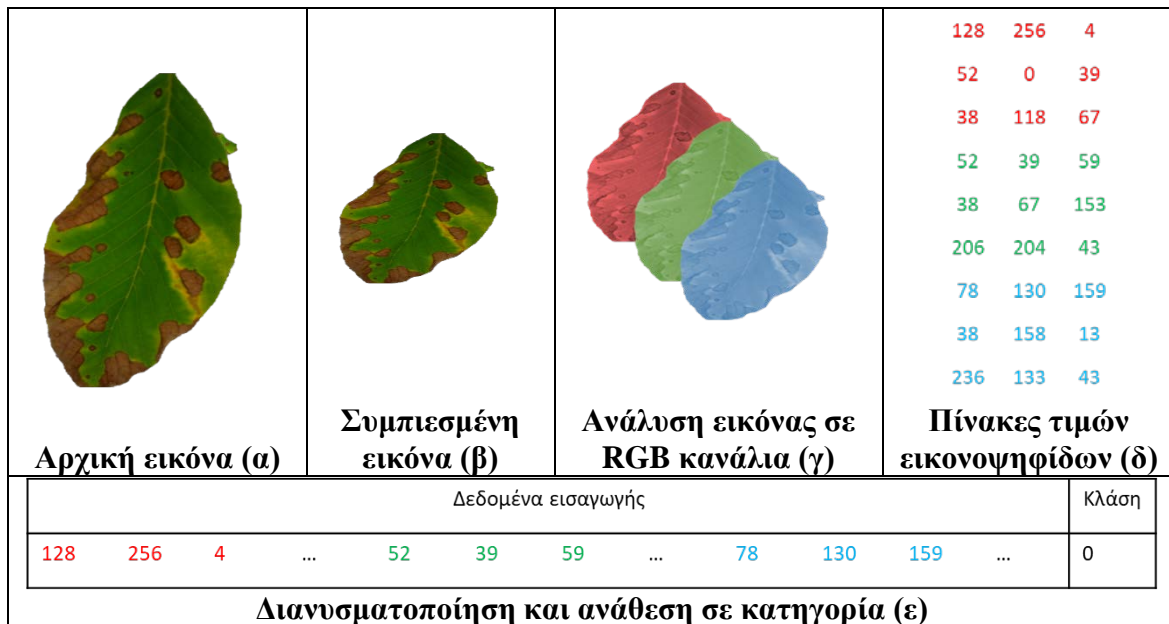 128 256 4
52 0 39
38 118 67
52 39 59
38 67 153
206 204 43
78 130 159
38 158 13
236 133 43
Αρχική εικόνα (α)
Συμπιεσμένη
εικόνα (β)
Ανάλυση εικόνας σε
RGB κανάλια (γ)
Πίνακες τιμών
εικονοψηφίδων (δ)
Δεδομένα εισαγωγής
Κλάση
128 256 4 ... 52 39 59 ... 78 130 159 ... 0
Διανυσματοποίηση και ανάθεση σε κατηγορία (ε)